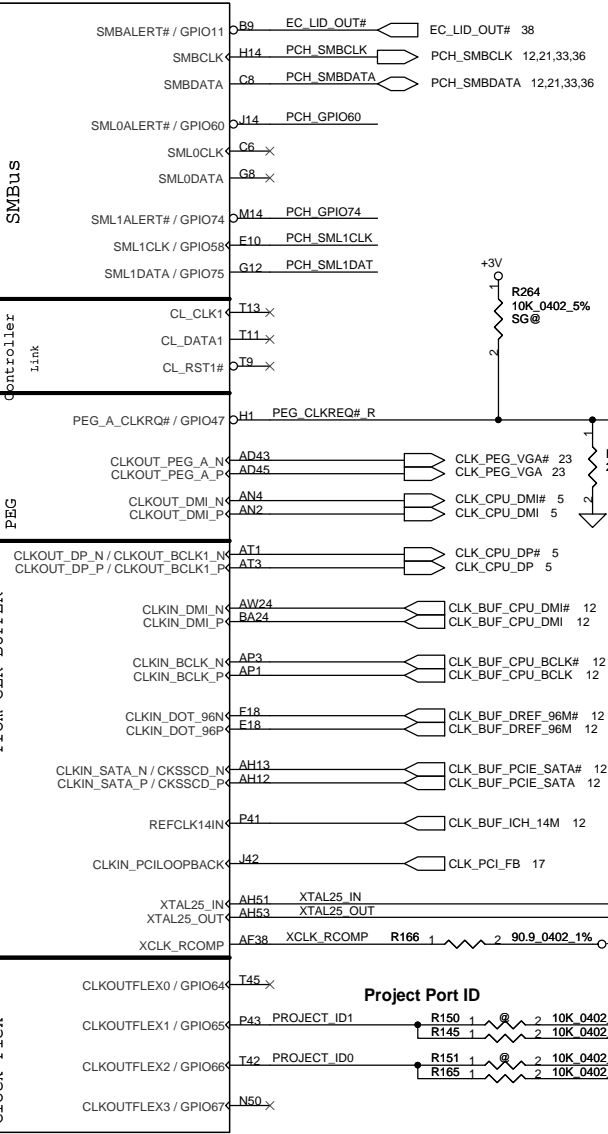 SMBus
SMBALERT# / GPIO11 B9 EC_LID_OUT# EC_LID_OUT# 38
SMBCLK H14 PCH_SMBCLK PCH_SMBCLK 12,21,33,36
SMBDATA C8 PCH_SMBDATA PCH_SMBDATA 12,21,33,36
SML0ALERT# / GPIO60 J14 PCH_GPIO60
SML0CLK C6
SML0DATA G8
SML1ALERT# / GPIO74 M14 PCH_GPIO74
SML1CLK / GPIO58 E10 PCH_SML1CLK
SML1DATA / GPIO75 G12 PCH_SML1DAT
+3V
1
R264
10K_0402_5%
SG@
2
Controller
Link
CL_CLK1 T13
CL_DATA1 T11
CL_RST1# T9
PEG
PEG_A_CLKRQ# / GPIO47 H1 PEG_CLKREQ#_R
1
2
CLKOUT_PEG_A_N AD43 CLK_PEG_VGA# 23
CLKOUT_PEG_A_P AD45 CLK_PEG_VGA 23
CLKOUT_DMI_N AN4 CLK_CPU_DMI# 5
CLKOUT_DMI_P AN2 CLK_CPU_DMI 5
CLKOUT_DP_N / CLKOUT_BCLK1_N AT1 CLK_CPU_DP# 5
CLKOUT_DP_P / CLKOUT_BCLK1_P AT3 CLK_CPU_DP 5
CLKIN_DMI_N AW24 CLK_BUF_CPU_DMI# 12
CLKIN_DMI_P BA24 CLK_BUF_CPU_DMI 12
CLKIN_BCLK_N AP3 CLK_BUF_CPU_BCLK# 12
CLKIN_BCLK_P AP1 CLK_BUF_CPU_BCLK 12
CLKIN_DOT_96N F18 CLK_BUF_DREF_96M# 12
CLKIN_DOT_96P E18 CLK_BUF_DREF_96M 12
CLKIN_SATA_N / CKSSCD_N AH13 CLK_BUF_PCIE_SATA# 12
CLKIN_SATA_P / CKSSCD_P AH12 CLK_BUF_PCIE_SATA 12
REFCLK14IN P41 CLK_BUF_ICH_14M 12
CLKIN_PCILOOPBACK J42 CLK_PCI_FB 17
XTAL25_IN AH51 XTAL25_IN
XTAL25_OUT AH53 XTAL25_OUT
XCLK_RCOMP AF38 XCLK_RCOMP R166 1 2 90.9_0402_1%
CLKOUTFLEX0 / GPIO64 T45
Project Port ID
CLKOUTFLEX1 / GPIO65 P43 PROJECT_ID1 R150 1 @ 2 10K_0402
R145 1 2 10K_0402
CLKOUTFLEX2 / GPIO66 T42 PROJECT_ID0 R151 1 @ 2 10K_0402
R165 1 2 10K_0402
CLKOUTFLEX3 / GPIO67 N50